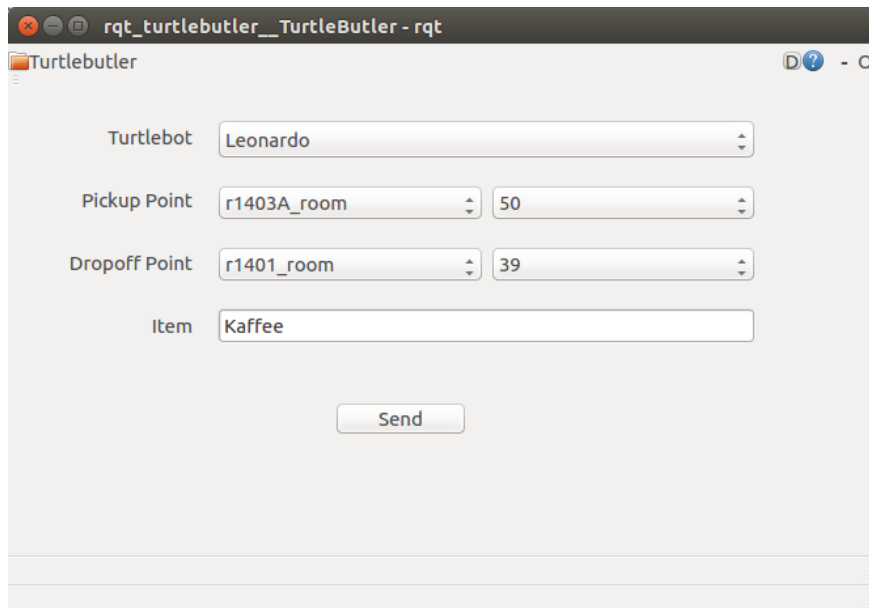 rqt_turtlebutler__TurtleButler - rqt
Turtlebutler D ? - O
Turtlebot Leonardo
Pickup Point r1403A_room 50
Dropoff Point r1401_room 39
Item Kaffee
Send